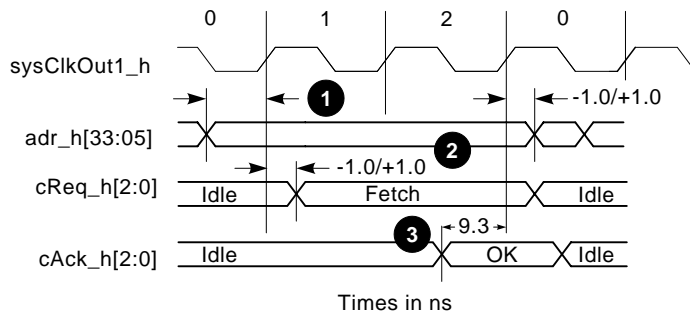 0 1 2 0
sysClkOut1_h
1 -1.0/+1.0
adr_h[33:05]
2
-1.0/+1.0
cReq_h[2:0] Idle Fetch
3 9.3
cAck_h[2:0] Idle OK Idle
Times in ns